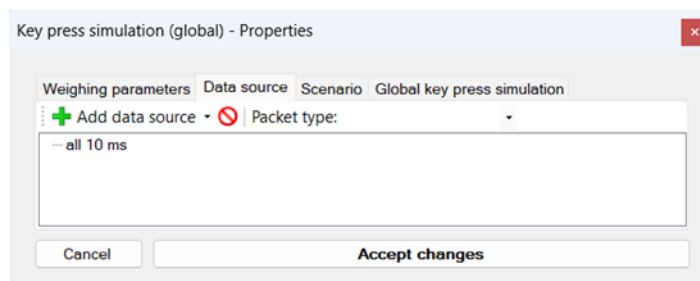 Key press simulation (global) - Properties
Weighing parameters Data source Scenario Global key press simulation
Add data source Packet type:
all 10 ms
Cancel Accept changes